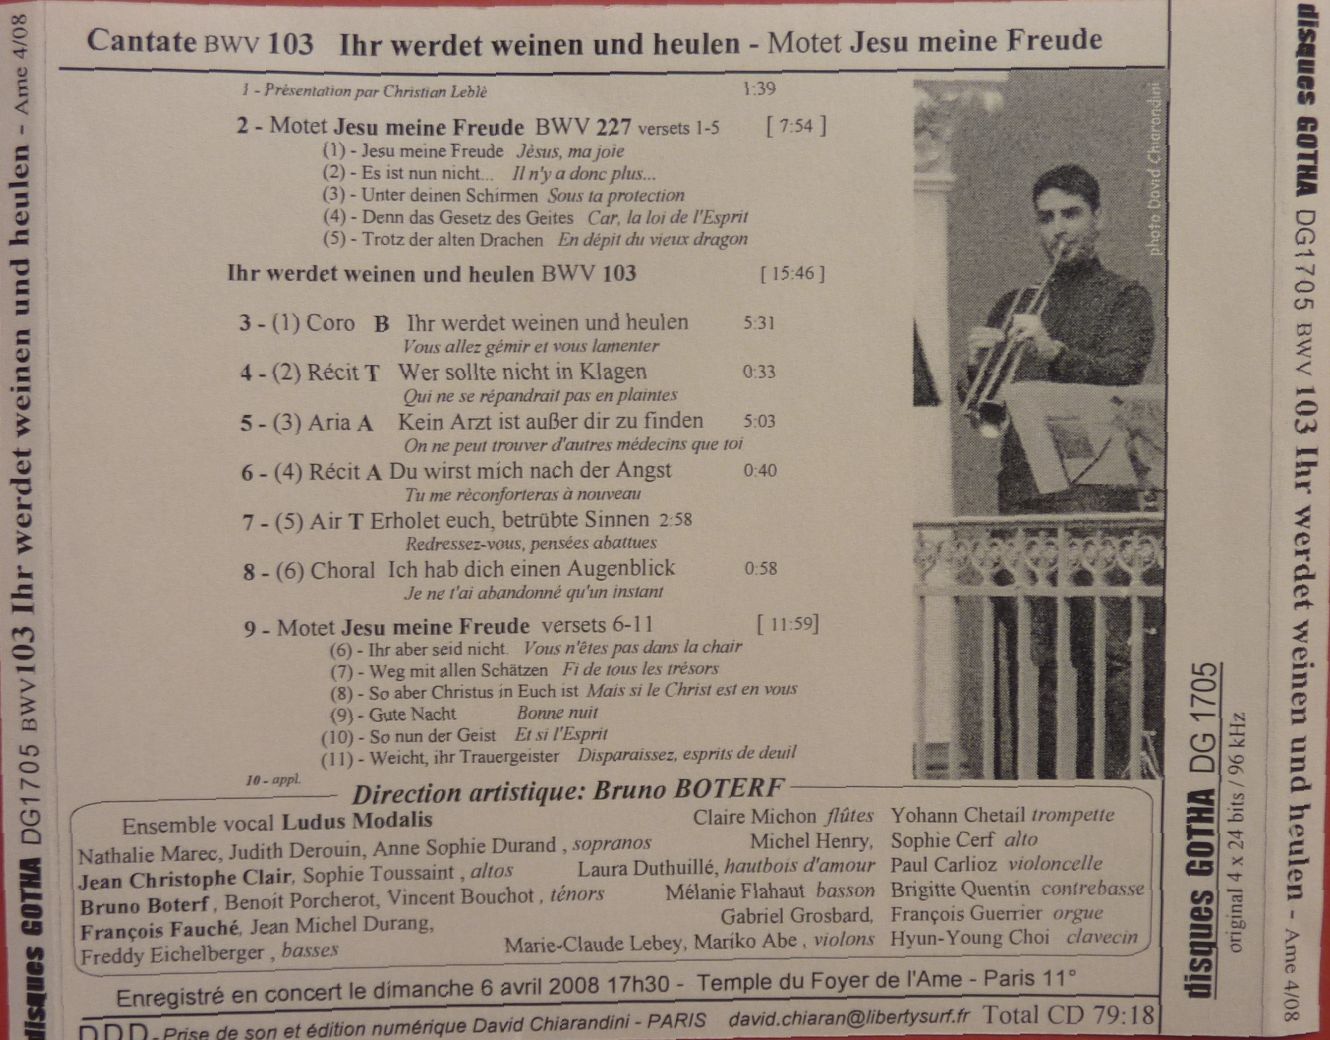 Cantate BWV 103 Ihr werdet weinen und heulen - Motet Jesu meine Freude
1 - Présentation par Christian Leblè 1:39
2 - Motet Jesu meine Freude BWV 227 versets 1-5 [ 7:54 ]
(1) - Jesu meine Freude Jèsus, ma joie
(2) - Es ist nun nicht... Il n'y a donc plus...
(3) - Unter deinen Schirmen Sous ta protection
(4) - Denn das Gesetz des Geites Car, la loi de l'Esprit
(5) - Trotz der alten Drachen En dépit du vieux dragon
Ihr werdet weinen und heulen BWV 103 [ 15:46 ]
3 - (1) Coro B Ihr werdet weinen und heulen 5:31
Vous allez gémir et vous lamenter
4 - (2) Récit T Wer sollte nicht in Klagen 0:33
Qui ne se répandrait pas en plaintes
5 - (3) Aria A Kein Arzt ist außer dir zu finden 5:03
On ne peut trouver d'autres médecins que toi
6 - (4) Récit A Du wirst mich nach der Angst 0:40
Tu me rèconforteras à nouveau
7 - (5) Air T Erholet euch, betrübte Sinnen 2:58
Redressez-vous, pensées abattues
8 - (6) Choral Ich hab dich einen Augenblick 0:58
Je ne t'ai abandonné qu'un instant
9 - Motet Jesu meine Freude versets 6-11 [ 11:59]
(6) - Ihr aber seid nicht. Vous n'êtes pas dans la chair
(7) - Weg mit allen Schätzen Fi de tous les trésors
(8) - So aber Christus in Euch ist Mais si le Christ est en vous
(9) - Gute Nacht Bonne nuit
(10) - So nun der Geist Et si l'Esprit
(11) - Weicht, ihr Trauergeister Disparaissez, esprits de deuil
10 - appl.
Direction artistique: Bruno BOTERF
Ensemble vocal Ludus Modalis
Nathalie Marec, Judith Derouin, Anne Sophie Durand , sopranos
Jean Christophe Clair, Sophie Toussaint , altos
Bruno Boterf , Benoit Porcherot, Vincent Bouchot , ténors
François Fauché, Jean Michel Durang,
Freddy Eichelberger , basses
Claire Michon flûtes
Michel Henry,
Laura Duthuillé, hautbois d'amour
Mélanie Flahaut basson
Gabriel Grosbard,
Marie-Claude Lebey, Mariko Abe , violons
Yohann Chetail trompette
Sophie Cerf alto
Paul Carlioz violoncelle
Brigitte Quentin contrebasse
François Guerrier orgue
Hyun-Young Choi clavecin
Enregistré en concert le dimanche 6 avril 2008 17h30 - Temple du Foyer de l'Ame - Paris 11°
DDD - Prise de son et édition numérique David Chiarandini - PARIS david.chiaran@libertysurf.fr Total CD 79:18
photo David Chiarondini
disques GOTHA DG 1705
original 4 x 24 bits / 96 kHz
disques GOTHA DG1705 BWV 103 Ihr werdet weinen und heulen - Ame 4/08
disques GOTHA DG1705 BWV 103 Ihr werdet weinen und heulen - Ame 4/08